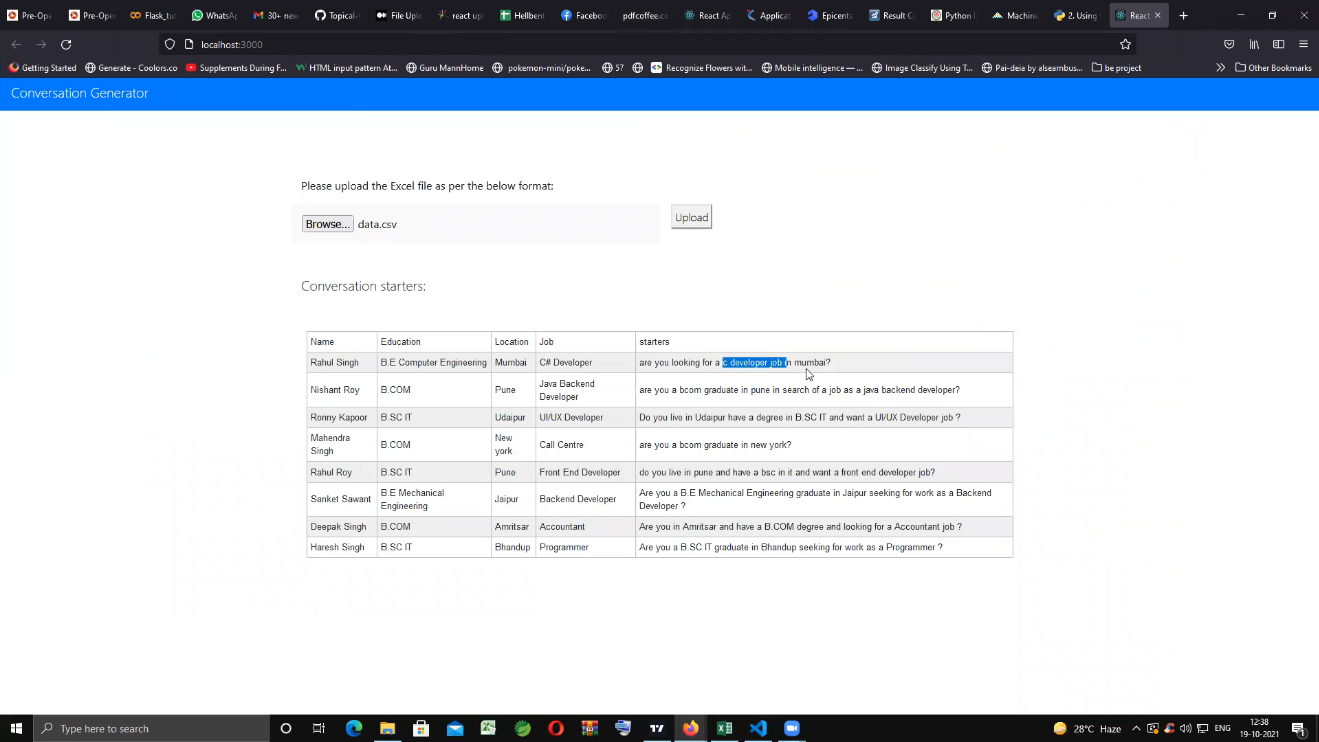 Pre-Op
Pre-Oper
Flask_tut
WhatsAp
30+ new
Topical-
File Uplo
react up
Hellbent
Facebo
pdfcoffee.co
React Ap
Applicat
Epicente
Result C
Python I
Machine
2. Using
React
localhost:3000
Getting Started
Generate - Coolors.co
Supplements During F...
HTML input pattern At...
Guru MannHome
pokemon-mini/poke...
57
Recognize Flowers wit...
Mobile intelligence — ...
Image Classify Using T...
Pai-deia by alseambus...
be project
Other Bookmarks
Conversation Generator
Please upload the Excel file as per the below format:
Browse... data.csv
Upload
Conversation starters:
Name Education Location Job starters
Rahul Singh B.E Computer Engineering Mumbai C# Developer are you looking for a c developer job in mumbai?
Nishant Roy B.COM Pune Java Backend Developer are you a bcom graduate in pune in search of a job as a java backend developer?
Ronny Kapoor B.SC IT Udaipur UI/UX Developer Do you live in Udaipur have a degree in B.SC IT and want a UI/UX Developer job ?
Mahendra Singh B.COM New york Call Centre are you a bcom graduate in new york?
Rahul Roy B.SC IT Pune Front End Developer do you live in pune and have a bsc in it and want a front end developer job?
Sanket Sawant B.E Mechanical Engineering Jaipur Backend Developer Are you a B.E Mechanical Engineering graduate in Jaipur seeking for work as a Backend Developer ?
Deepak Singh B.COM Amritsar Accountant Are you in Amritsar and have a B.COM degree and looking for a Accountant job ?
Haresh Singh B.SC IT Bhandup Programmer Are you a B.SC IT graduate in Bhandup seeking for work as a Programmer ?
Type here to search
28°C Haze
ENG
12:38
19-10-2021